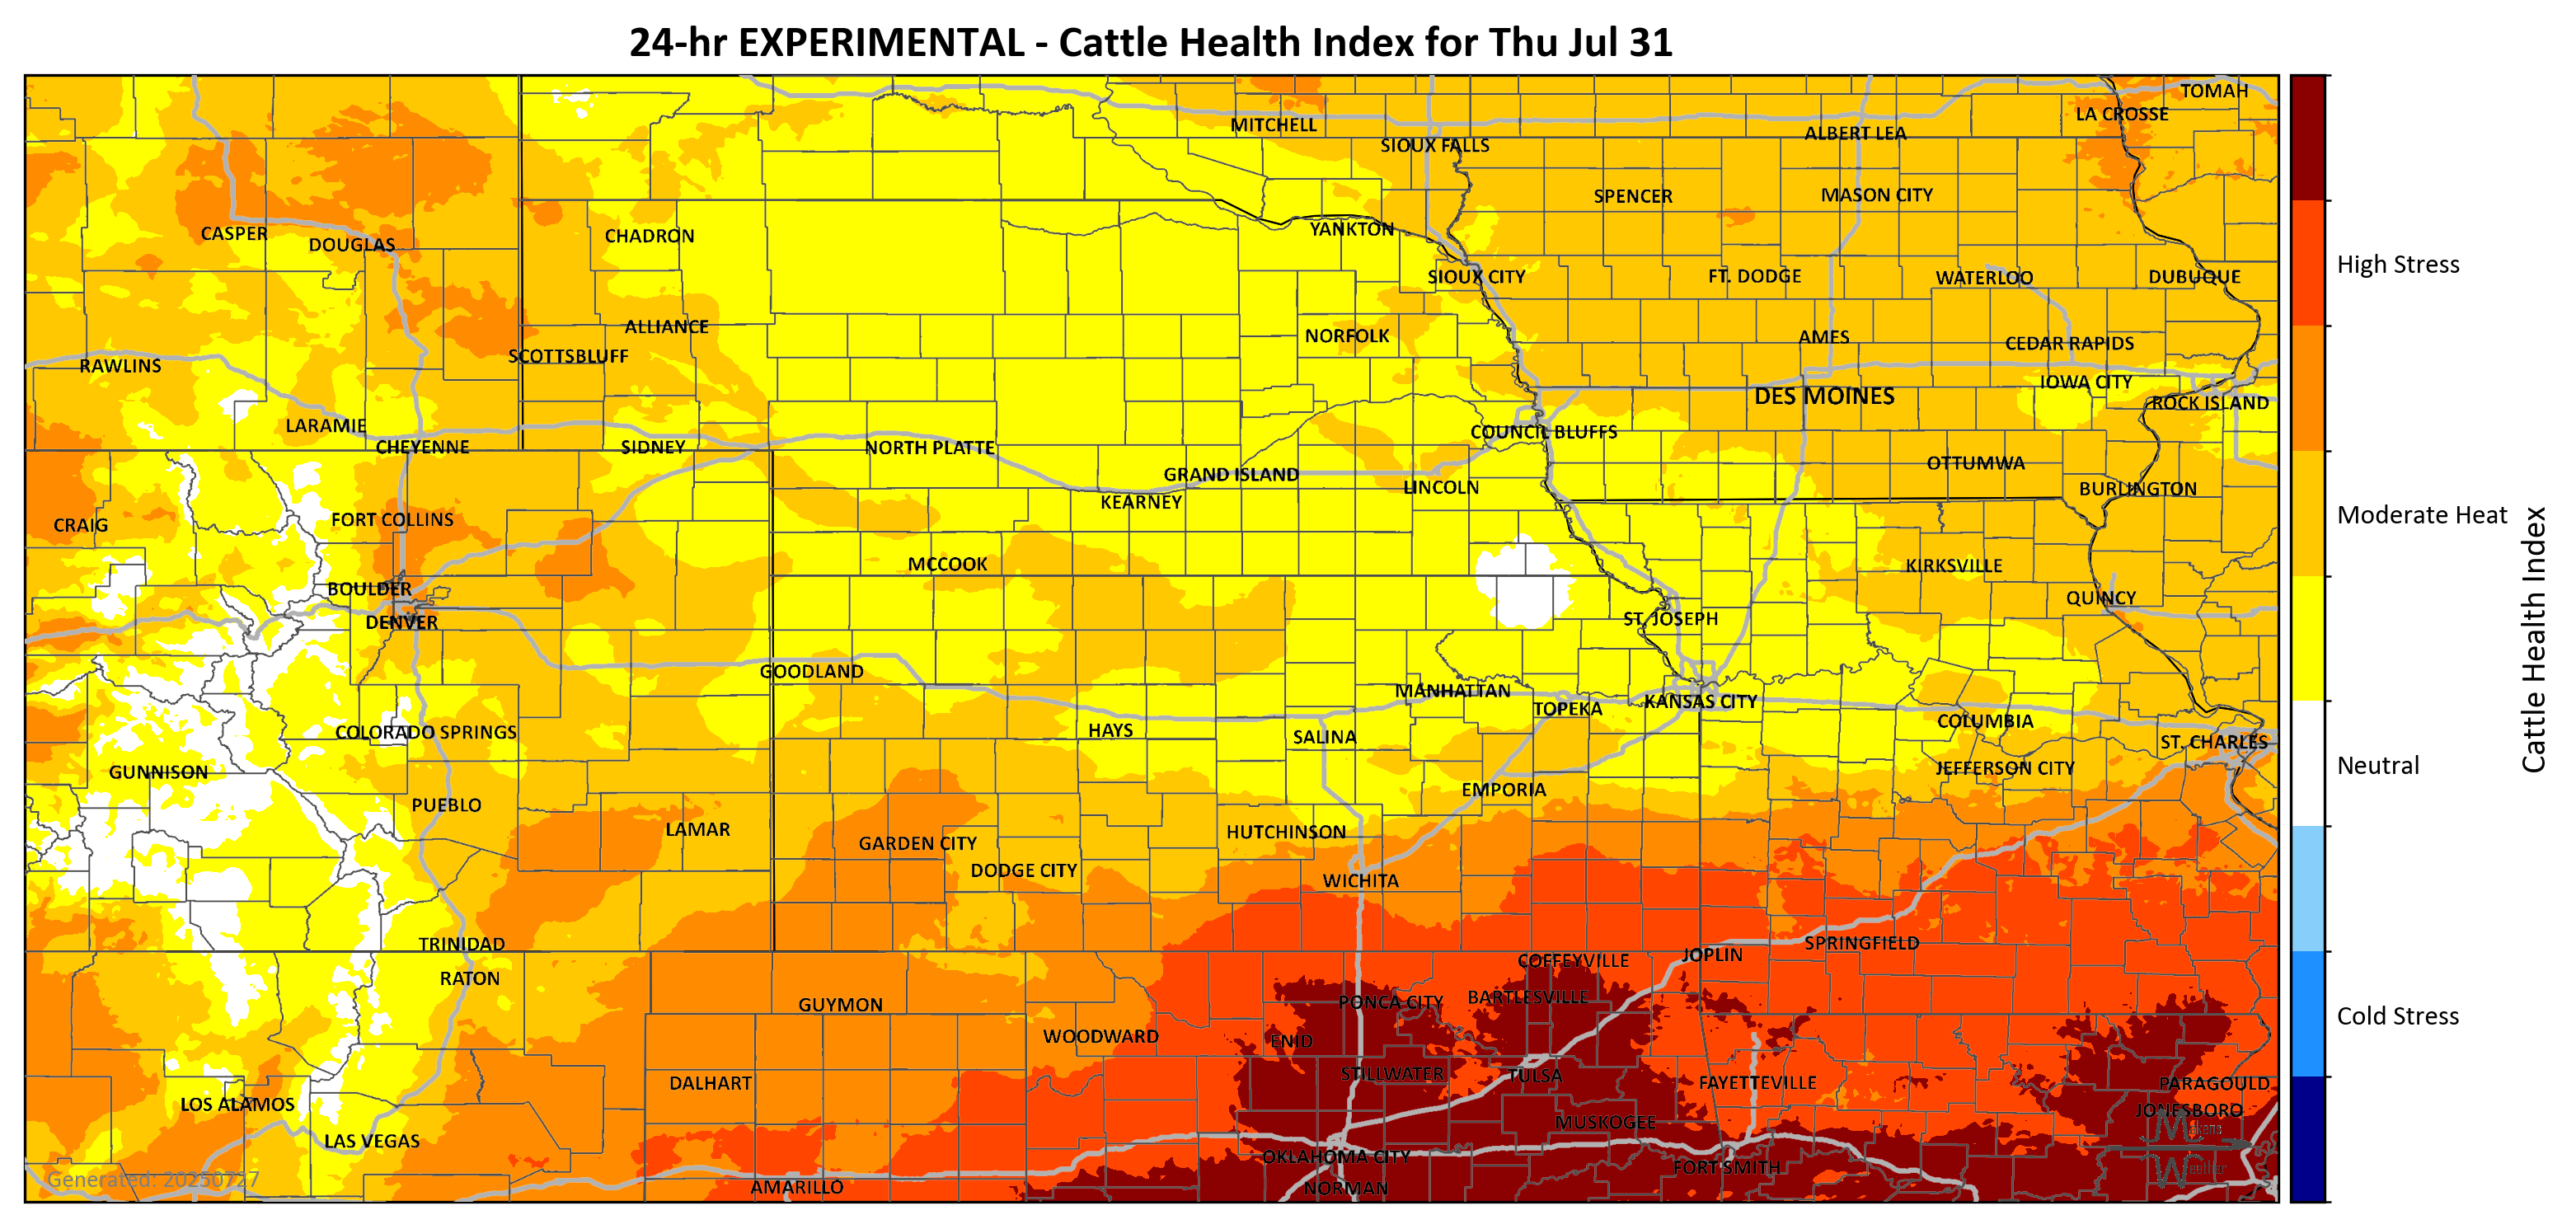 24-hr EXPERIMENTAL - Cattle Health Index for Thu Jul 31
TOMAH
LA CROSSE
MITCHELL
ALBERT LEA
SIOUX FALLS
SPENCER
MASON CITY
CASPER
DOUGLAS
CHADRON
YANKTON
SIOUX CITY
FT. DODGE
WATERLOO
DUBUQUE
High Stress
ALLIANCE
NORFOLK
AMES
CEDAR RAPIDS
SCOTTSBLUFF
RAWLINS
IOWA CITY
DES MOINES
ROCK ISLAND
LARAMIE
CHEYENNE
SIDNEY
NORTH PLATTE
COUNCIL BLUFFS
GRAND ISLAND
OTTUMWA
LINCOLN
BURLINGTON
KEARNEY
CRAIG
FORT COLLINS
Moderate Heat
MCCOOK
KIRKSVILLE
BOULDER
QUINCY
DENVER
ST. JOSEPH
Cattle Health Index
GOODLAND
MANHATTAN
TOPEKA
KANSAS CITY
COLORADO SPRINGS
HAYS
SALINA
COLUMBIA
ST. CHARLES
GUNNISON
JEFFERSON CITY
Neutral
EMPORIA
PUEBLO
LAMAR
GARDEN CITY
HUTCHINSON
DODGE CITY
WICHITA
TRINIDAD
SPRINGFIELD
JOPLIN
COFFEYVILLE
RATON
GUYMON
PONCA CITY
BARTLESVILLE
Cold Stress
WOODWARD
ENID
STILLWATER
TULSA
DALHART
FAYETTEVILLE
PARAGOULD
LOS ALAMOS
JONESBORO
MUSKOGEE
LAS VEGAS
OKLAHOMA CITY
FORT SMITH
Weather
Generated: 20250727
AMARILLO
NORMAN